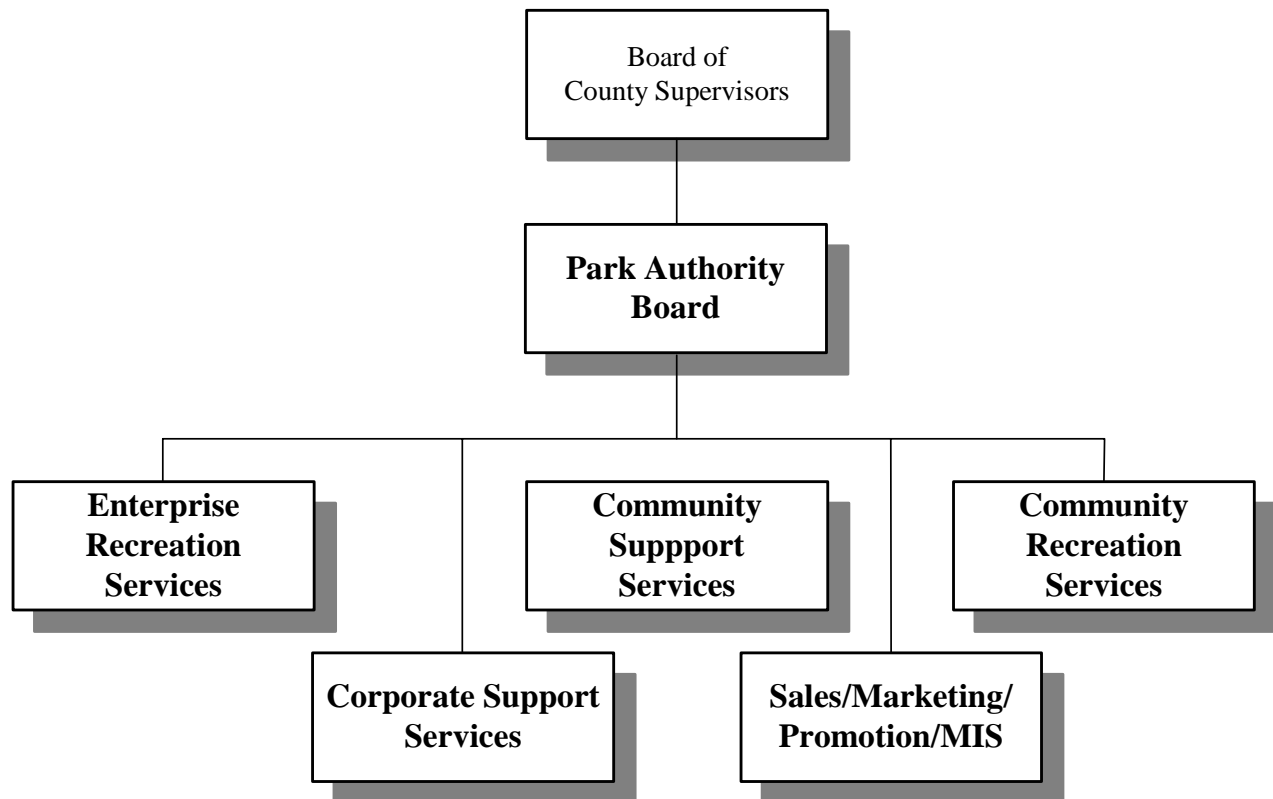 Board of
County Supervisors
Park Authority
Board
Enterprise
Recreation
Services
Community
Suppport
Services
Community
Recreation
Services
Corporate Support
Services
Sales/Marketing/
Promotion/MIS